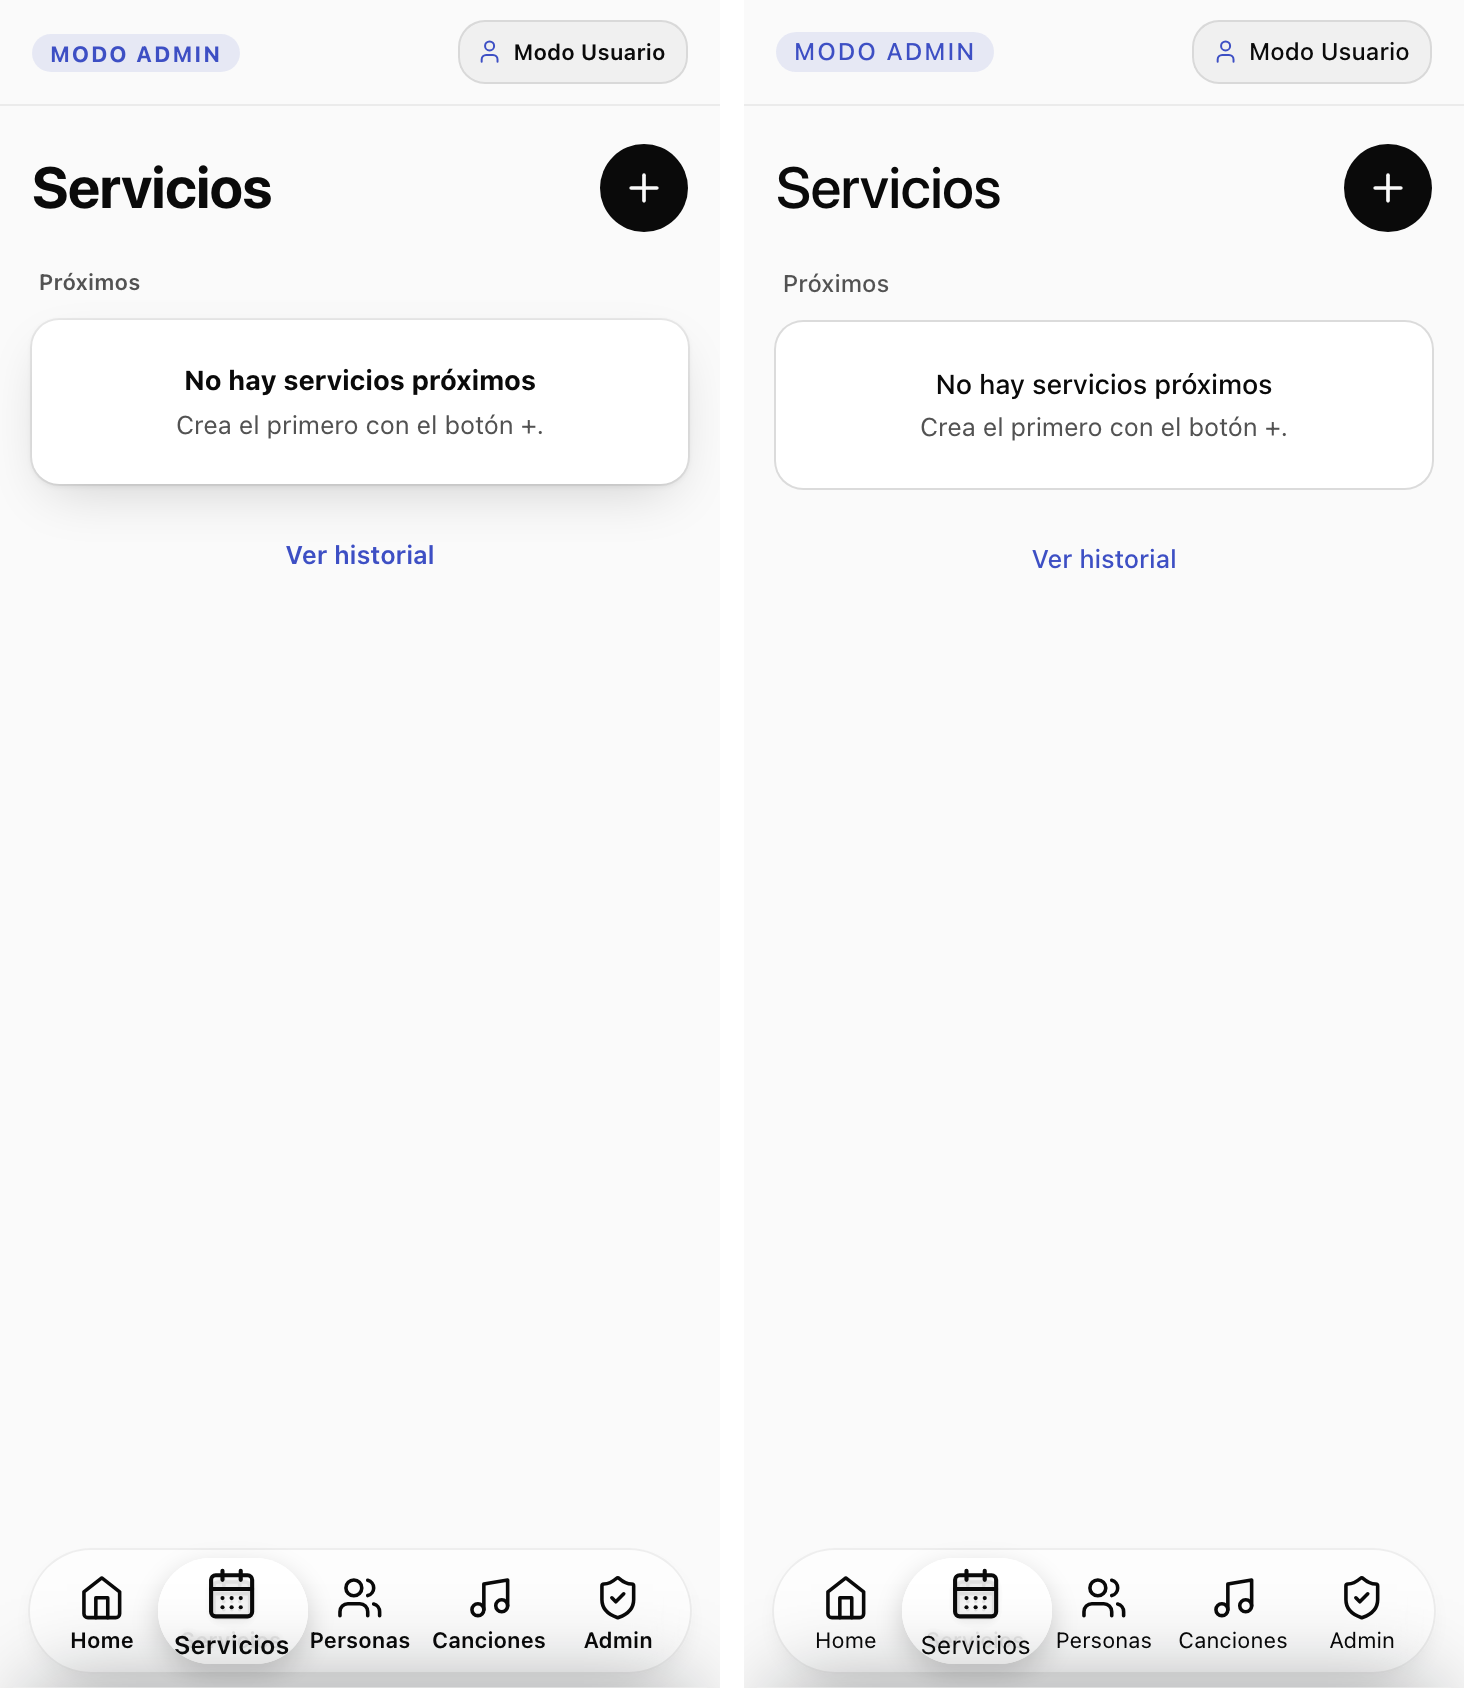 MODO ADMIN
Modo Usuario
Servicios
Próximos
No hay servicios próximos
Crea el primero con el botón +.
Ver historial
Home
Servicios
Personas
Canciones
Admin
MODO ADMIN
Modo Usuario
Servicios
Próximos
No hay servicios próximos
Crea el primero con el botón +.
Ver historial
Home
Servicios
Personas
Canciones
Admin